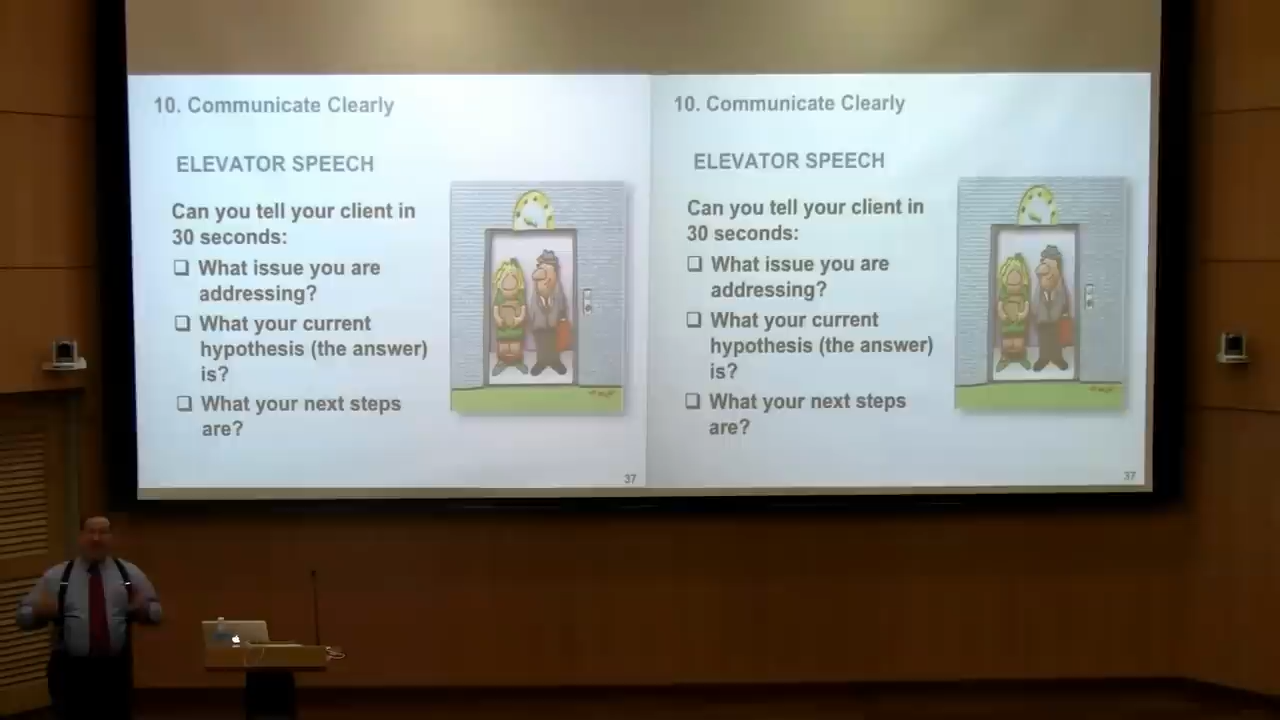 10. Communicate Clearly
ELEVATOR SPEECH
Can you tell your client in
30 seconds:
❑ What issue you are
addressing?
❑ What your current
hypothesis (the answer)
is?
❑ What your next steps
are?
37
10. Communicate Clearly
ELEVATOR SPEECH
Can you tell your client in
30 seconds:
❑ What issue you are
addressing?
❑ What your current
hypothesis (the answer)
is?
❑ What your next steps
are?
37